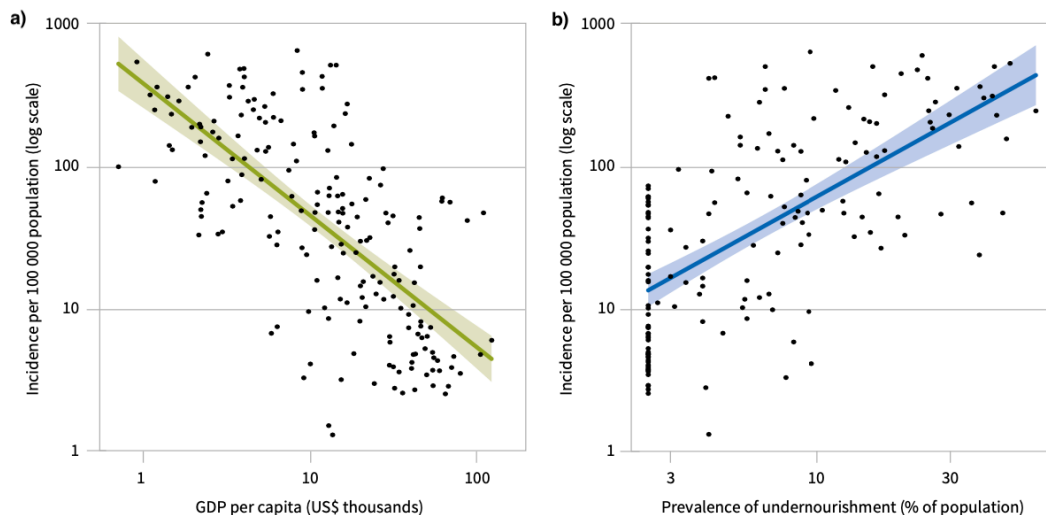 a)
Incidence per 100 000 population (log scale)
1000
100
10
1
1 10 100
GDP per capita (US$ thousands)
b)
Incidence per 100 000 population (log scale)
1000
100
10
1
3 10 30
Prevalence of undernourishment (% of population)